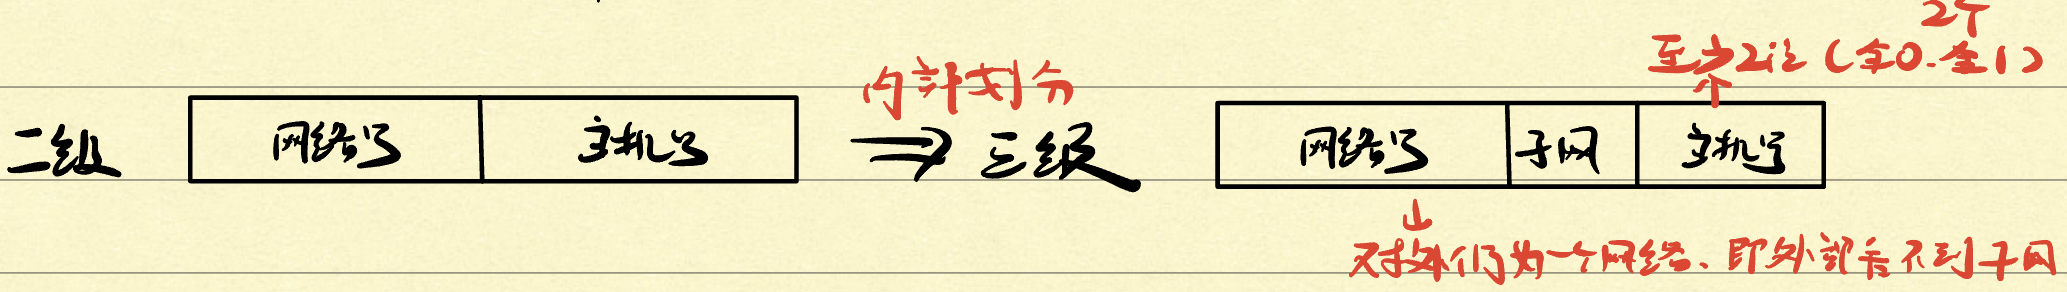 2个
至少2位（全0.全1）
内部划分
二级 网络号 主机号 ⇒ 三级 网络号 子网 主机号
对外仍为一个网络、即外部看不到子网